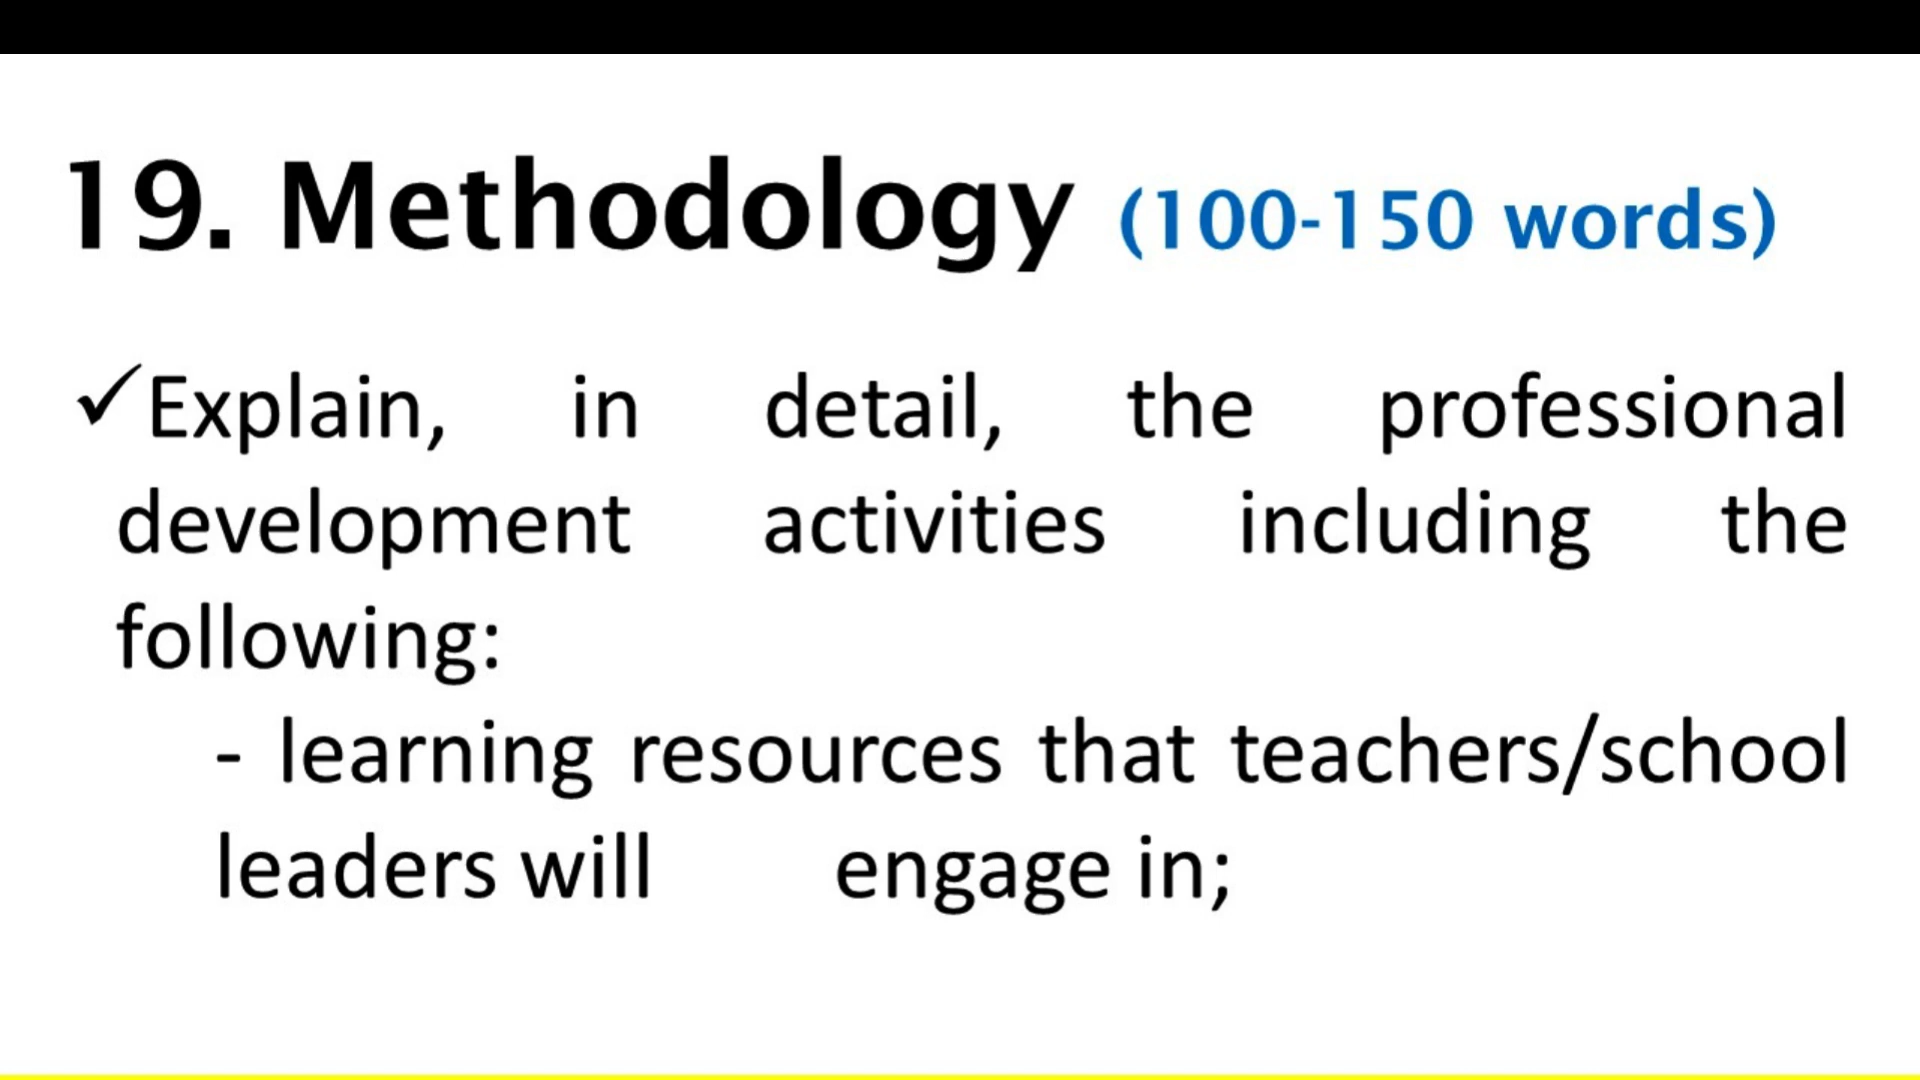 19. Methodology (100-150 words)
✓Explain, in detail, the professional
development activities including the
following:
- learning resources that teachers/school
leaders will engage in;